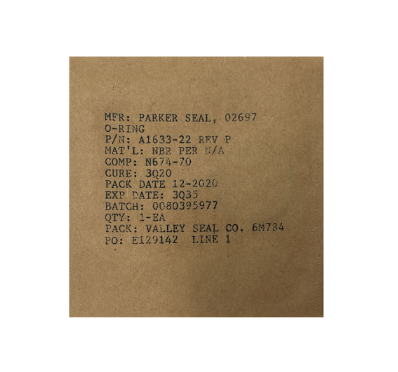 MFR: PARKER SEAL, 02697
O-RING
P/N: A1633-22 REV P
MAT'L: NBR PER N/A
COMP: N674-70
CURE: 3Q20
PACK DATE 12-2020
EXP DATE: 3Q35
BATCH: 0080395977
QTY: 1-EA
PACK: VALLEY SEAL CO. 6M7B4
PO: E129142 LINE 1